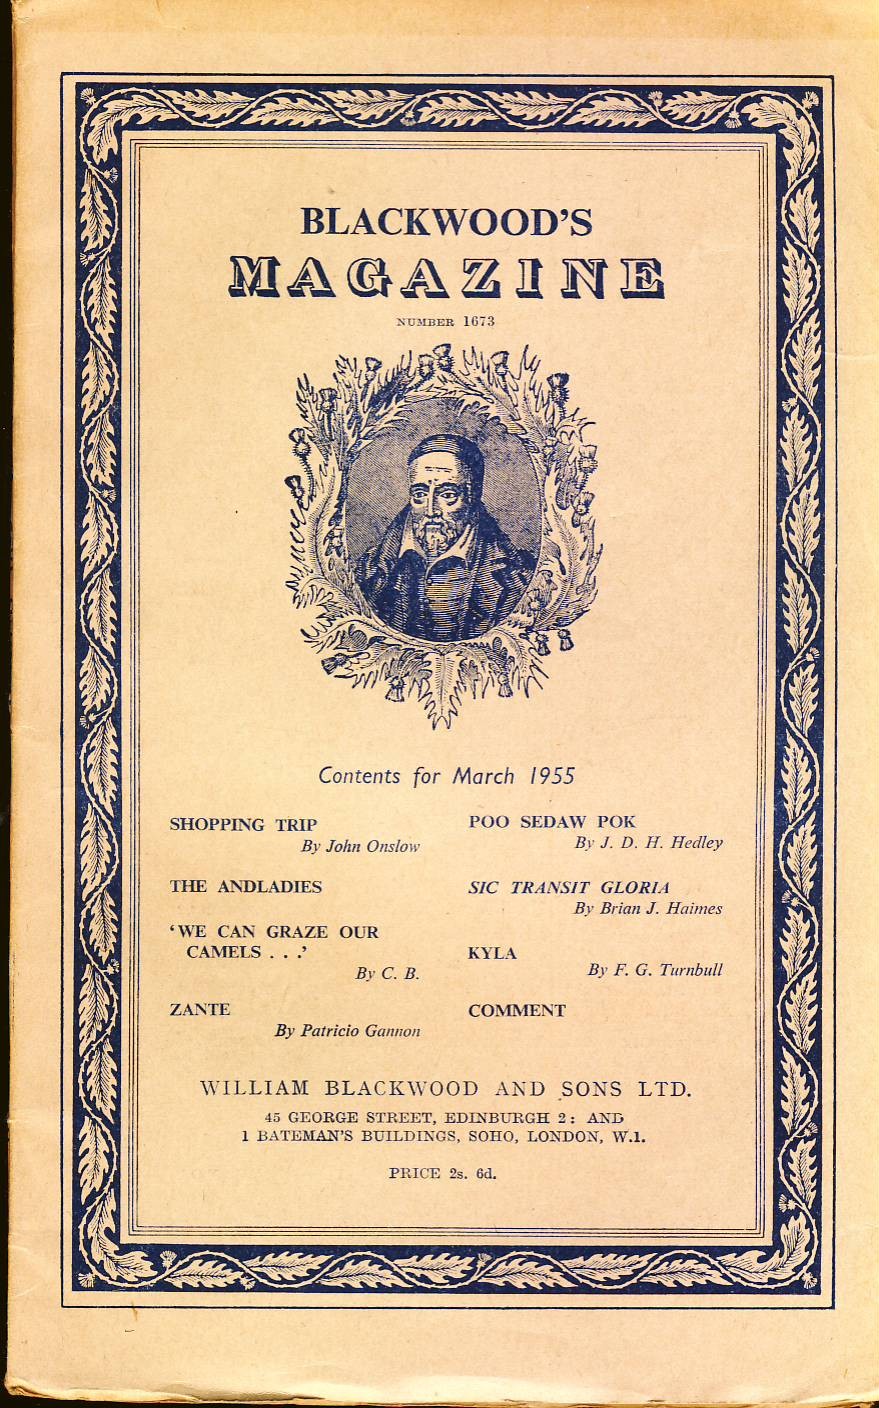 BLACKWOOD'S
MAGAZINE
NUMBER 1673
Contents for March 1955
SHOPPING TRIP
By John Onslow
THE ANDLADIES
'WE CAN GRAZE OUR
CAMELS . . .'
By C. B.
ZANTE
By Patricio Gannon
POO SEDAW POK
By J. D. H. Hedley
SIC TRANSIT GLORIA
By Brian J. Haimes
KYLA
By F. G. Turnbull
COMMENT
WILLIAM BLACKWOOD AND SONS LTD.
45 GEORGE STREET, EDINBURGH 2: AND
1 BATEMAN'S BUILDINGS, SOHO, LONDON, W.1.
PRICE 2s. 6d.